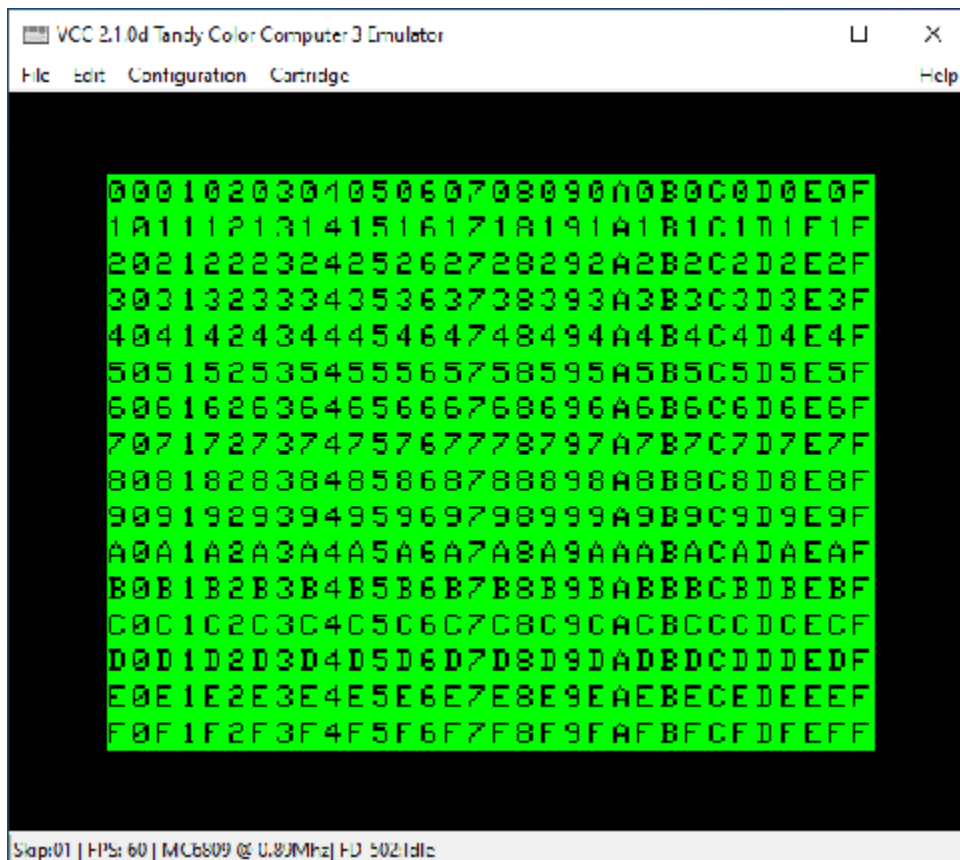 VCC 2.1.0d Tandy Color Computer 3 Emulator
File Edit Configuration Cartridge Help
000102030405060708090A0B0C0D0E0F
101112131415161718191A1B1C1D1E1F
202122232425262728292A2B2C2D2E2F
303132333435363738393A3B3C3D3E3F
404142434445464748494A4B4C4D4E4F
505152535455565758595A5B5C5D5E5F
606162636465666768696A6B6C6D6E6F
707172737475767778797A7B7C7D7E7F
808182838485868788898A8B8C8D8E8F
909192939495969798999A9B9C9D9E9F
A0A1A2A3A4A5A6A7A8A9AAABACADAEAF
B0B1B2B3B4B5B6B7B8B9BABBBCBDBEBF
C0C1C2C3C4C5C6C7C8C9CACBCCCDCECF
D0D1D2D3D4D5D6D7D8D9DADBDCDDDEDF
E0E1E2E3E4E5E6E7E8E9EAEBECEDEEEF
F0F1F2F3F4F5F6F7F8F9FAFBFCFDFEFF
Skip:01 | FPS: 60 | MC6809 @ 0.89Mhz| FD-502:Idle